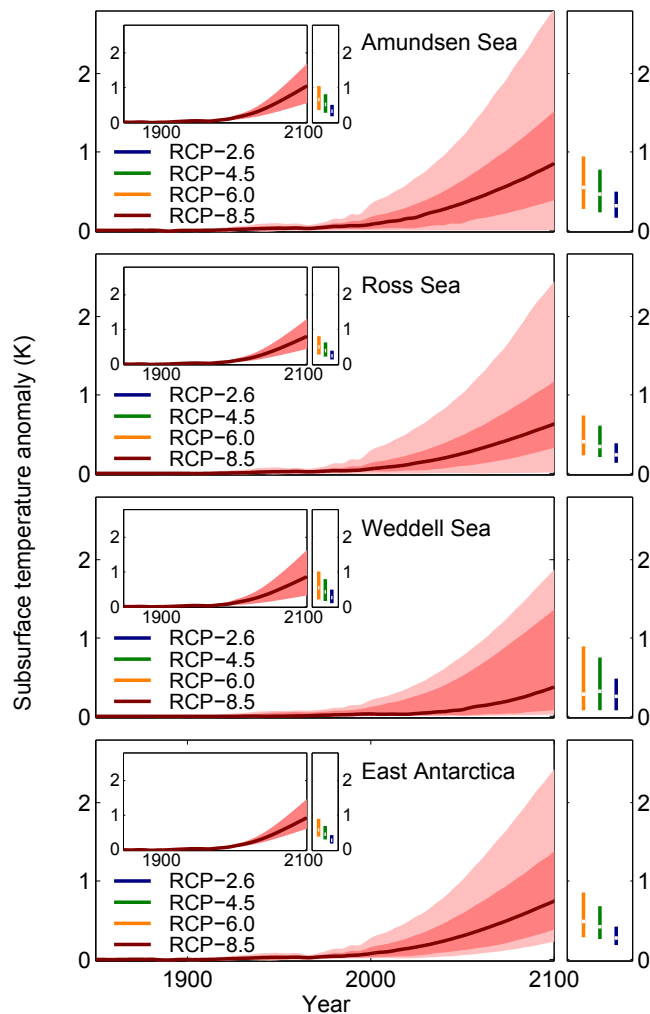 Subsurface temperature anomaly (K)
Amundsen Sea
2
1
0
1900
2100
2
1
0
RCP-2.6
RCP-4.5
RCP-6.0
RCP-8.5
2
1
0
2
1
0
Ross Sea
2
1
0
1900
2100
2
1
0
RCP-2.6
RCP-4.5
RCP-6.0
RCP-8.5
2
1
0
2
1
0
Weddell Sea
2
1
0
1900
2100
2
1
0
RCP-2.6
RCP-4.5
RCP-6.0
RCP-8.5
2
1
0
2
1
0
East Antarctica
2
1
0
1900
2100
2
1
0
RCP-2.6
RCP-4.5
RCP-6.0
RCP-8.5
2
1
0
2
1
0
1900 2000 2100
Year